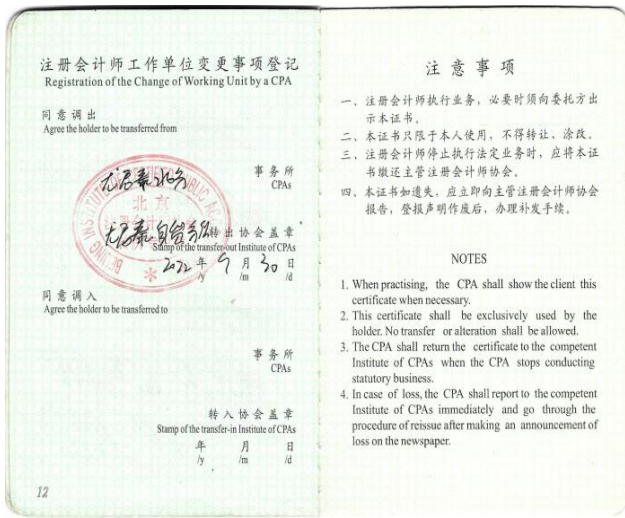 注册会计师工作单位变更事项登记
Registration of the Change of Working Unit by a CPA
同意调出
Agree the holder to be transferred from
事务所
CPAs
北京
转出协会盖章
Stamp of the transfer-out Institute of CPAs
2022 年 9 月 30 日
/y /m /d
同意调入
Agree the holder to be transferred to
事务所
CPAs
转入协会盖章
Stamp of the transfer-in Institute of CPAs
年 月 日
/y /m /d
12
注意事项
一、注册会计师执行业务，必要时须向委托方出
示本证书。
二、本证书只限于本人使用，不得转让、涂改。
三、注册会计师停止执行法定业务时，应将本证
书缴还主管注册会计师协会。
四、本证书如遗失，应立即向主管注册会计师协会
报告，登报声明作废后，办理补发手续。
NOTES
1. When practising, the CPA shall show the client this
certificate when necessary.
2. This certificate shall be exclusively used by the
holder. No transfer or alteration shall be allowed.
3. The CPA shall return the certificate to the competent
Institute of CPAs when the CPA stops conducting
statutory business.
4. In case of loss, the CPA shall report to the competent
Institute of CPAs immediately and go through the
procedure of reissue after making an announcement of
loss on the newspaper.